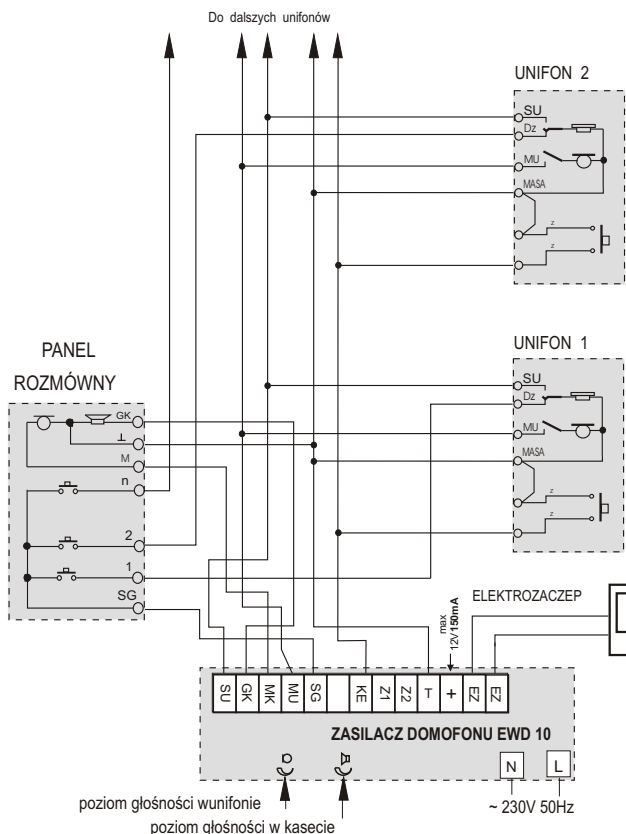 Do dalszych unifonów
UNIFON 2
SU
Dz
MU
MASA
z
z
UNIFON 1
SU
Dz
MU
MASA
z
z
PANEL
ROZMÓWNY
GK
⊥
M
n
2
1
SG
ELEKTROZACZEP
max
12V 150mA
SU GK MK MU SG KE Z1 Z2 T + EZ EZ
ZASILACZ DOMOFONU EWD 10
N L
poziom głośności wunifonie
poziom głośności w kasecie
~ 230V 50Hz